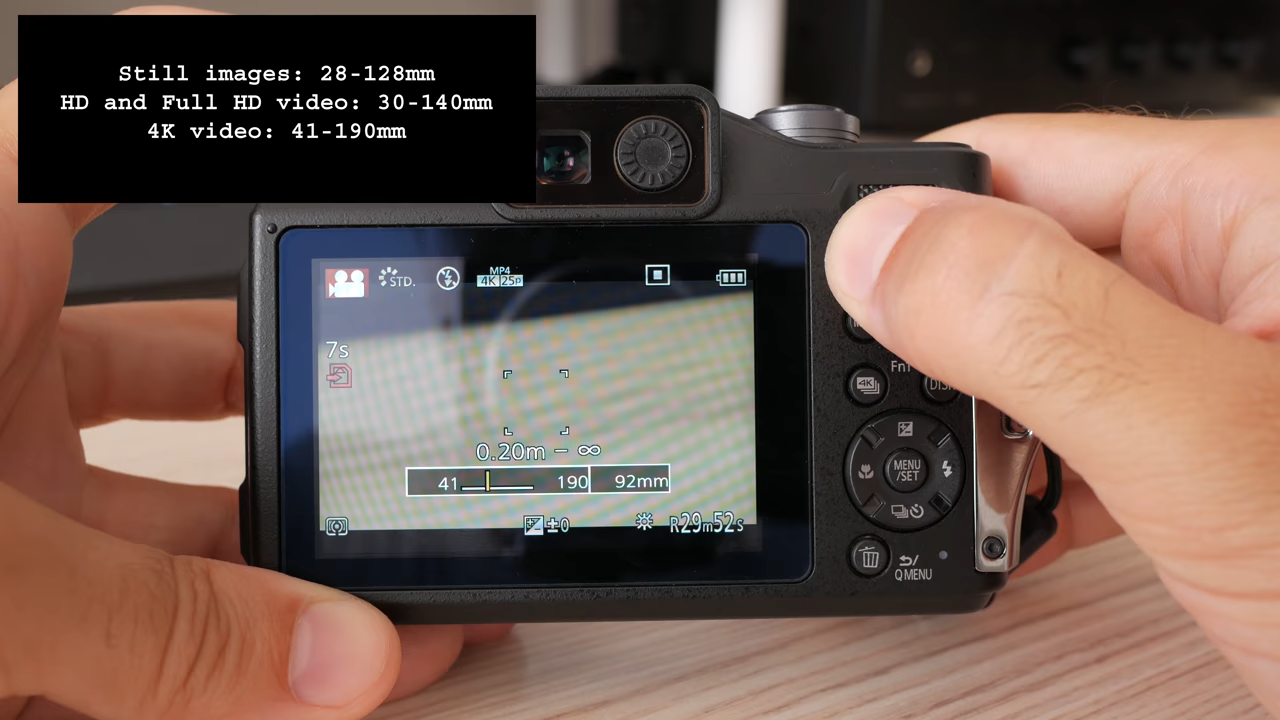 Still images: 28-128mm
HD and Full HD video: 30-140mm
4K video: 41-190mm
STD.
MP4
4K 25p
7s
0.20m - ∞
41 190 92mm
±0
R29m52s
Fn1
4K
MENU
/SET
Q MENU